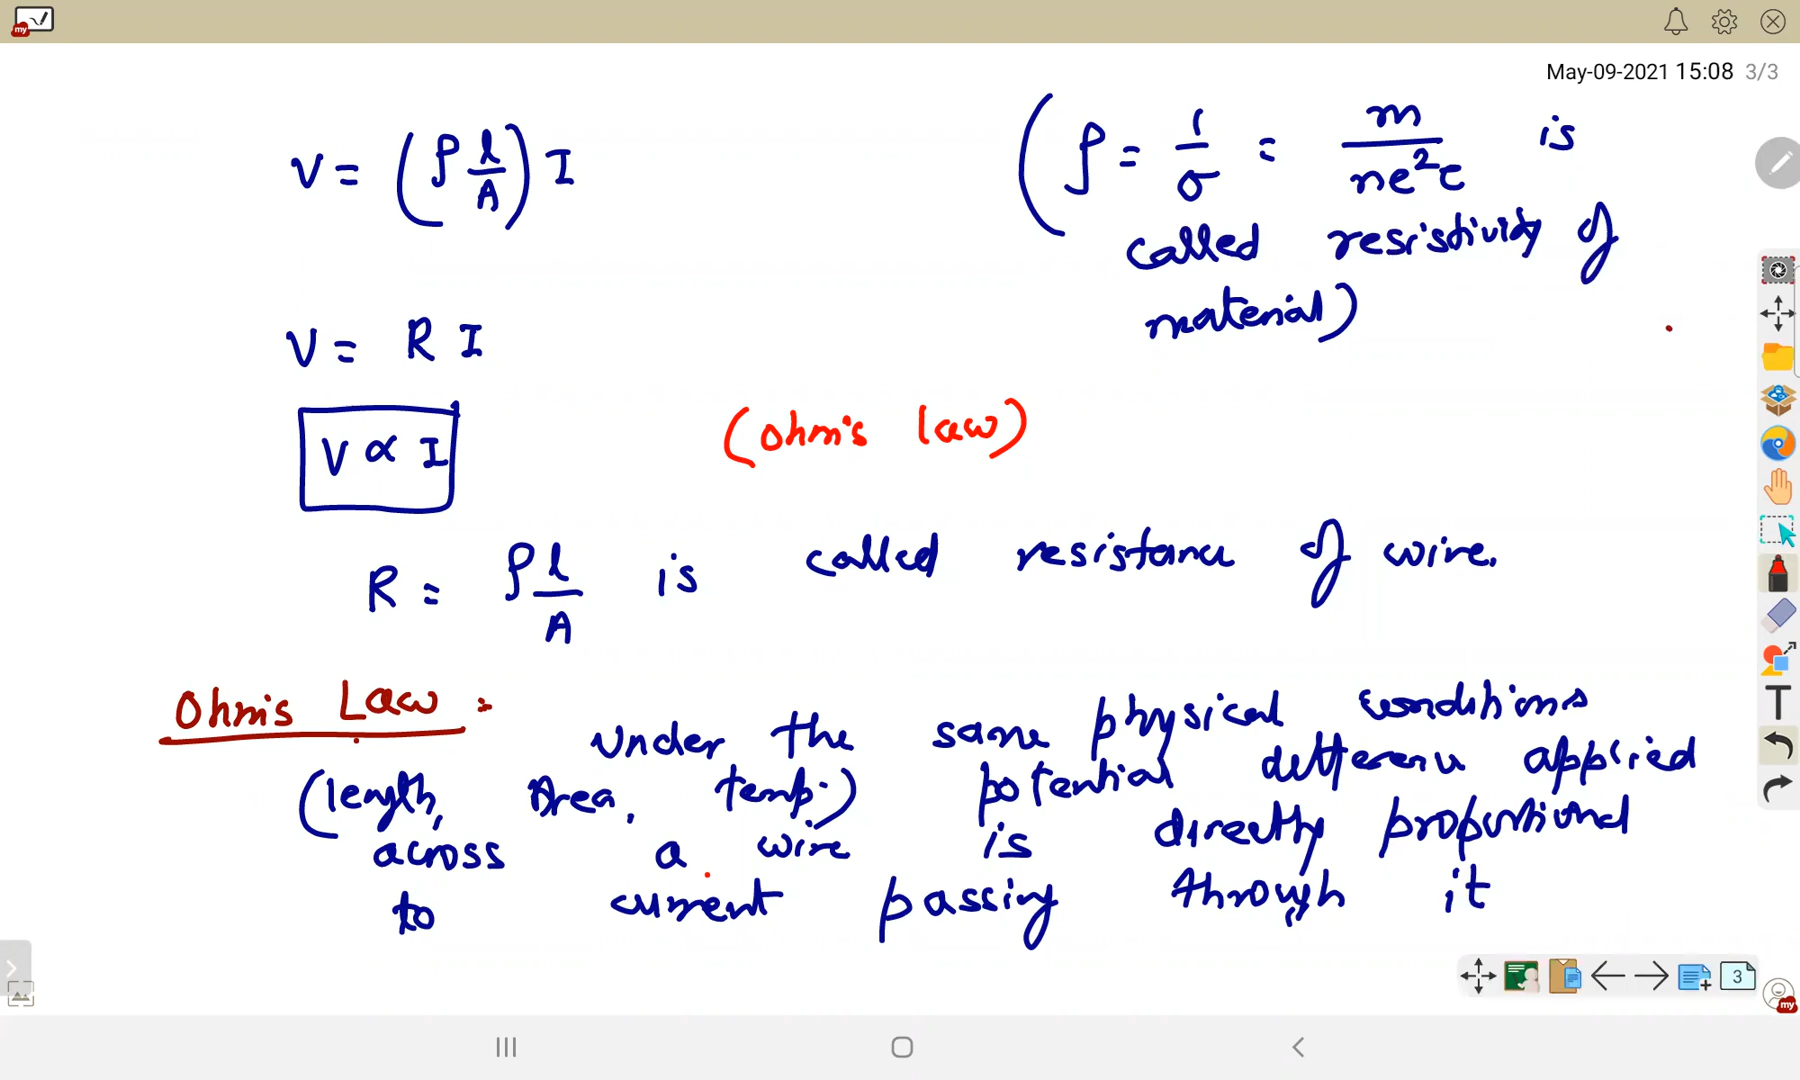 May-09-2021 15:08 3/3
V = (ρ l/A) I
(ρ = 1/σ = m/ne²τ is
called resistivity of
material)
V = R I
V ∝ I
(Ohm's law)
R = ρ l/A is called resistance of wire.
Ohm's Law = Under the same physical conditions
(length, Area, temp.) potential difference applied
across a wire is directly proportional
to current passing through it
3
my
my
T